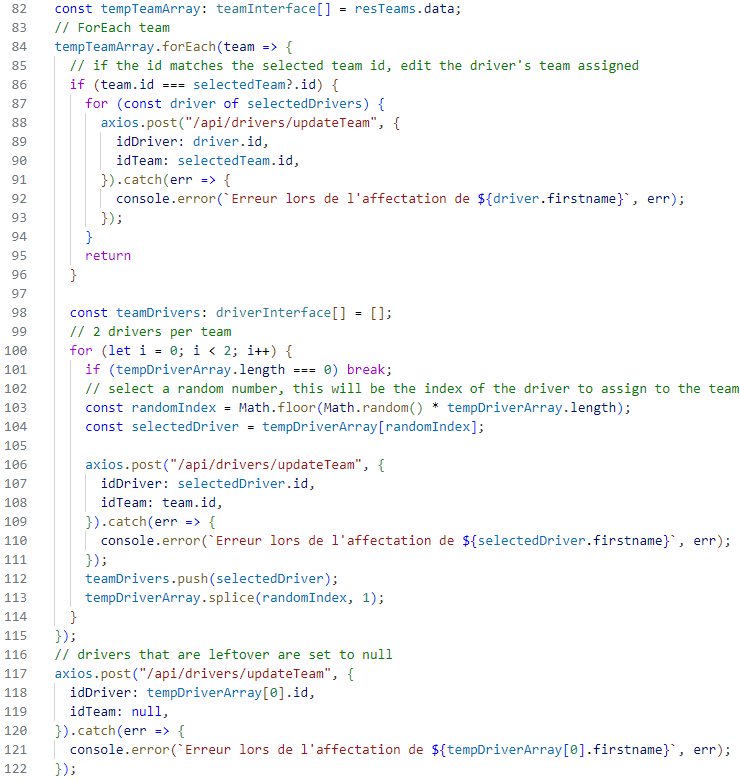 82 const tempTeamArray: teamInterface[] = resTeams.data;
83 // ForEach team
84 tempTeamArray.forEach(team => {
85 // if the id matches the selected team id, edit the driver's team assigned
86 if (team.id === selectedTeam?.id) {
87 for (const driver of selectedDrivers) {
88 axios.post("/api/drivers/updateTeam", {
89 idDriver: driver.id,
90 idTeam: selectedTeam.id,
91 }).catch(err => {
92 console.error(`Erreur lors de l'affectation de ${driver.firstname}`, err);
93 });
94 }
95 return
96 }
97
98 const teamDrivers: driverInterface[] = [];
99 // 2 drivers per team
100 for (let i = 0; i < 2; i++) {
101 if (tempDriverArray.length === 0) break;
102 // select a random number, this will be the index of the driver to assign to the team
103 const randomIndex = Math.floor(Math.random() * tempDriverArray.length);
104 const selectedDriver = tempDriverArray[randomIndex];
105
106 axios.post("/api/drivers/updateTeam", {
107 idDriver: selectedDriver.id,
108 idTeam: team.id,
109 }).catch(err => {
110 console.error(`Erreur lors de l'affectation de ${selectedDriver.firstname}`, err);
111 });
112 teamDrivers.push(selectedDriver);
113 tempDriverArray.splice(randomIndex, 1);
114 }
115 });
116 // drivers that are leftover are set to null
117 axios.post("/api/drivers/updateTeam", {
118 idDriver: tempDriverArray[0].id,
119 idTeam: null,
120 }).catch(err => {
121 console.error(`Erreur lors de l'affectation de ${tempDriverArray[0].firstname}`, err);
122 });